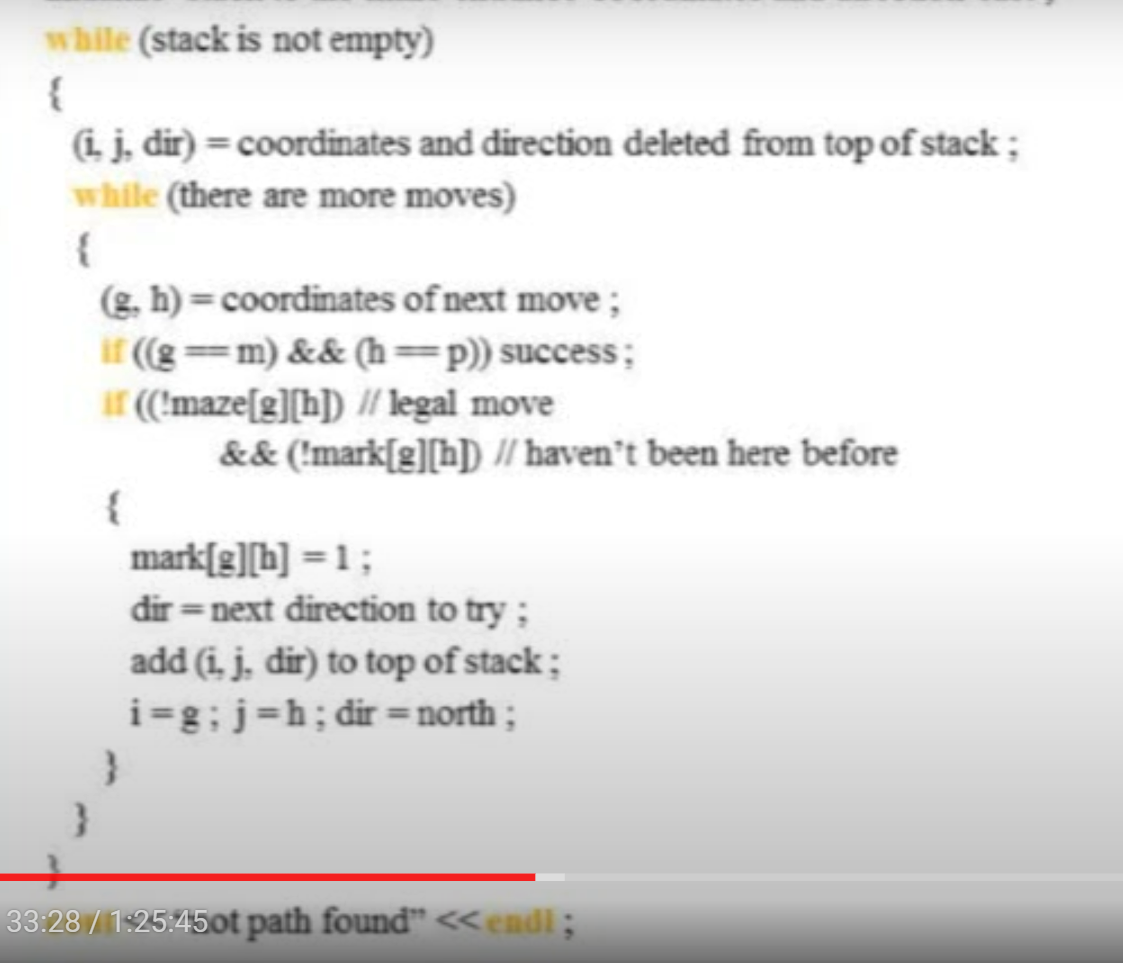 while (stack is not empty)
{
(i, j, dir) = coordinates and direction deleted from top of stack ;
while (there are more moves)
{
(g, h) = coordinates of next move ;
if ((g == m) && (h == p)) success ;
if ((!maze[g][h]) // legal move
&& (!mark[g][h]) // haven’t been here before
{
mark[g][h] = 1 ;
dir = next direction to try ;
add (i, j, dir) to top of stack ;
i = g ; j = h ; dir = north ;
}
}
}
33:28 / 1:25:45
path found” << endl ;